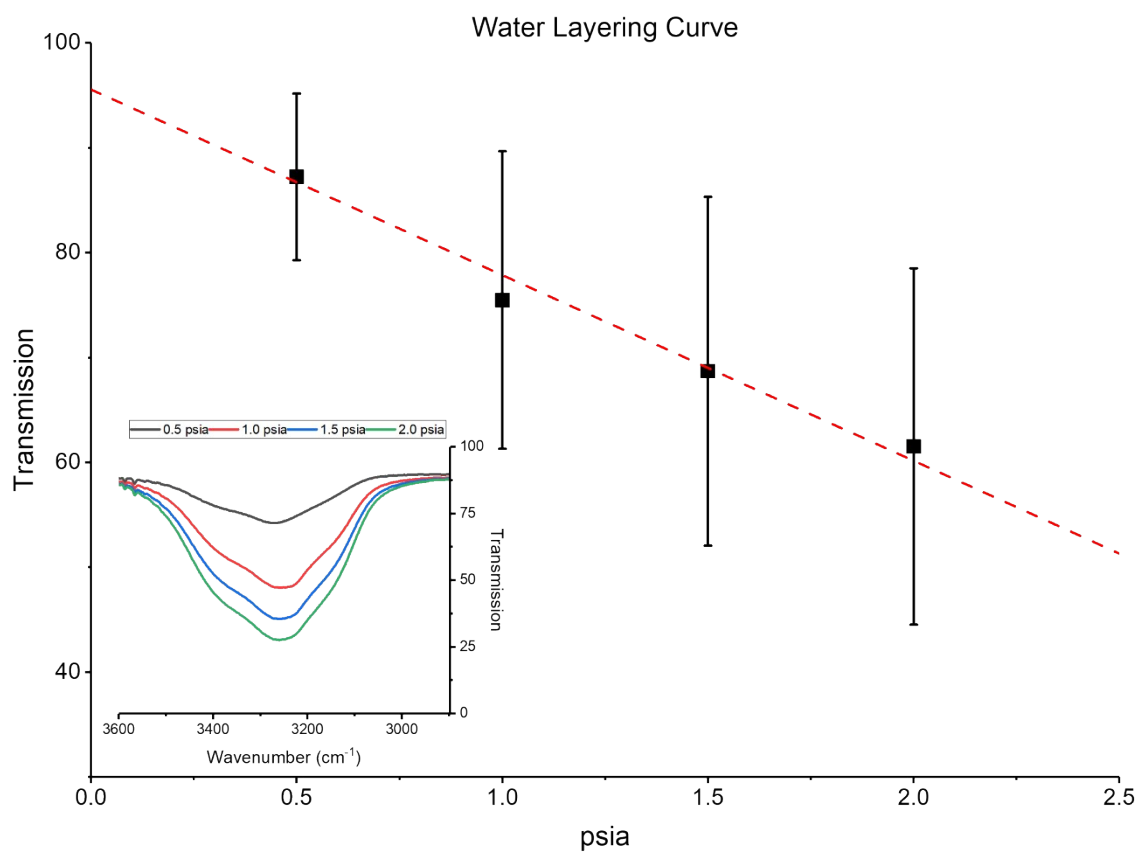 Water Layering Curve
100
80
60
40
Transmission
0.5 psia 1.0 psia 1.5 psia 2.0 psia
100
75
50
25
0
Transmission
3600 3400 3200 3000
Wavenumber (cm⁻¹)
0.0 0.5 1.0 1.5 2.0 2.5
psia